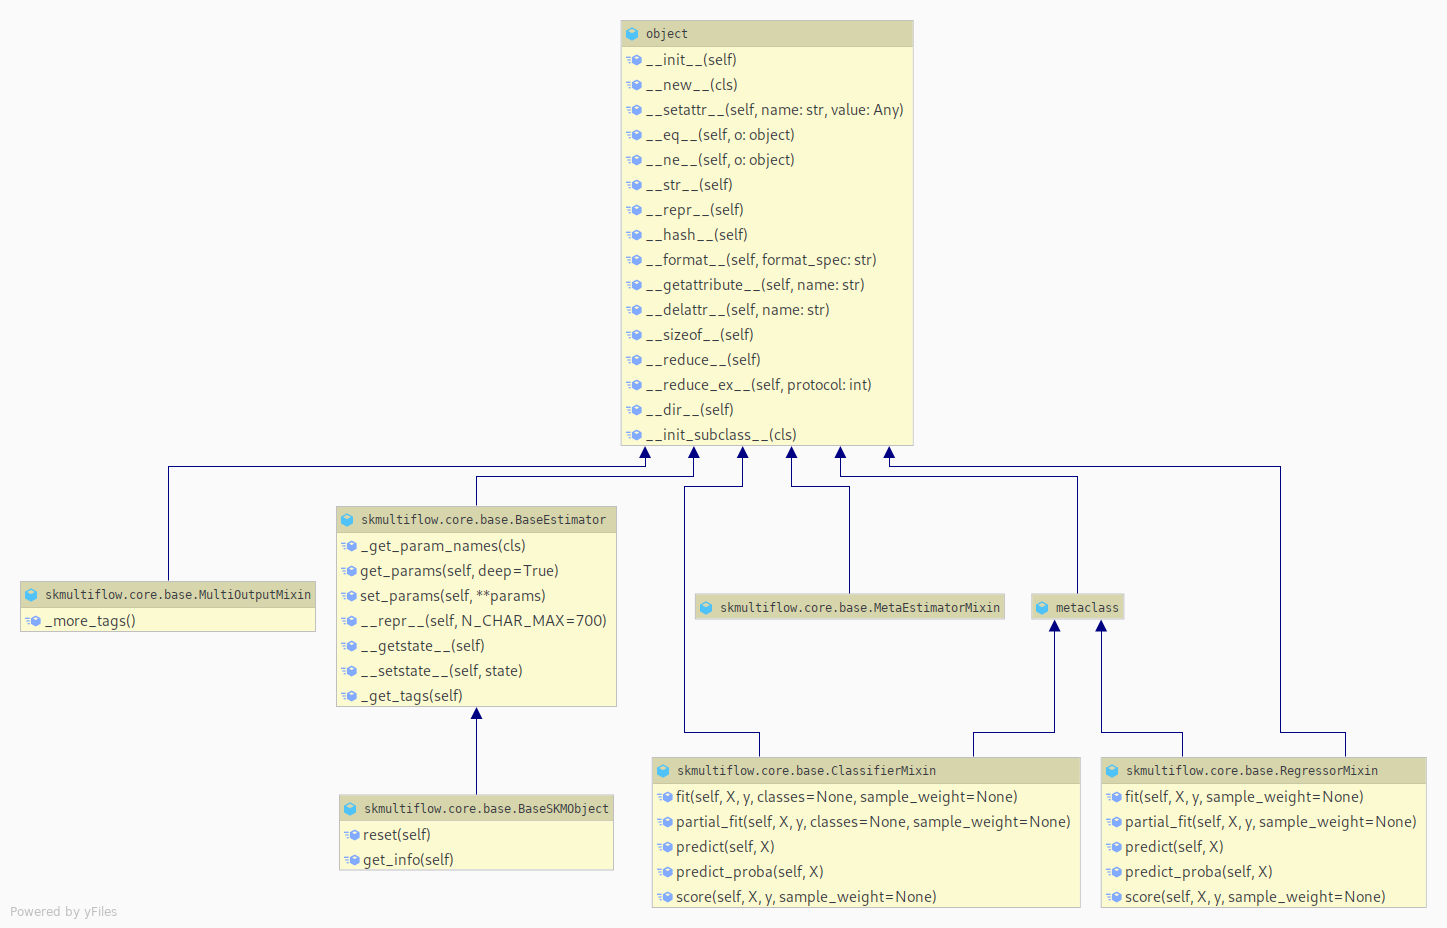 object
__init__(self)
__new__(cls)
__setattr__(self, name: str, value: Any)
__eq__(self, o: object)
__ne__(self, o: object)
__str__(self)
__repr__(self)
__hash__(self)
__format__(self, format_spec: str)
__getattribute__(self, name: str)
__delattr__(self, name: str)
__sizeof__(self)
__reduce__(self)
__reduce_ex__(self, protocol: int)
__dir__(self)
__init_subclass__(cls)
skmultiflow.core.base.MultiOutputMixin
_more_tags()
skmultiflow.core.base.BaseEstimator
_get_param_names(cls)
get_params(self, deep=True)
set_params(self, **params)
__repr__(self, N_CHAR_MAX=700)
__getstate__(self)
__setstate__(self, state)
_get_tags(self)
skmultiflow.core.base.MetaEstimatorMixin
metaclass
skmultiflow.core.base.BaseSKMObject
reset(self)
get_info(self)
skmultiflow.core.base.ClassifierMixin
fit(self, X, y, classes=None, sample_weight=None)
partial_fit(self, X, y, classes=None, sample_weight=None)
predict(self, X)
predict_proba(self, X)
score(self, X, y, sample_weight=None)
skmultiflow.core.base.RegressorMixin
fit(self, X, y, sample_weight=None)
partial_fit(self, X, y, sample_weight=None)
predict(self, X)
predict_proba(self, X)
score(self, X, y, sample_weight=None)
Powered by yFiles